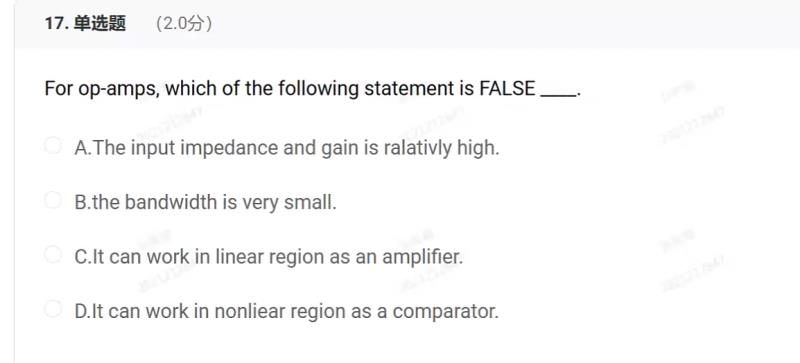 17. 单选题 （2.0分）
For op-amps, which of the following statement is FALSE ____.
A.The input impedance and gain is ralativly high.
B.the bandwidth is very small.
C.It can work in linear region as an amplifier.
D.It can work in nonliear region as a comparator.